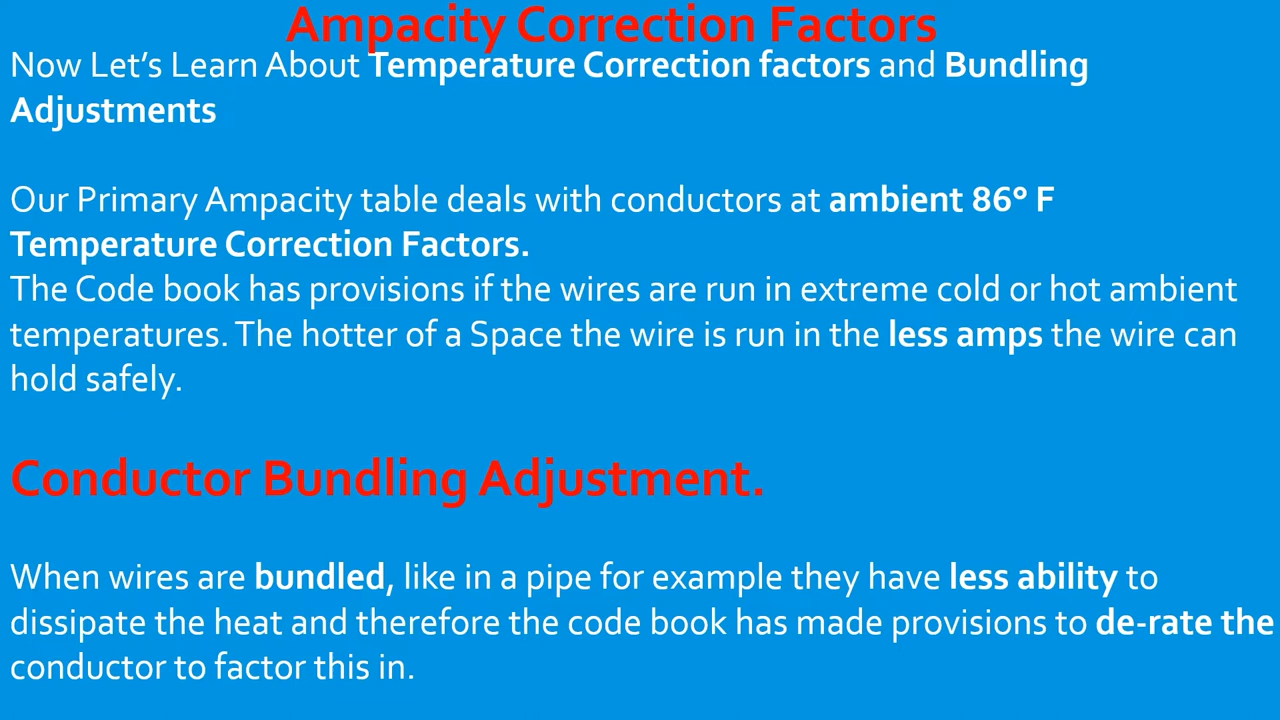 Ampacity Correction Factors
Now Let’s Learn About Temperature Correction factors and Bundling
Adjustments
Our Primary Ampacity table deals with conductors at ambient 86º F
Temperature Correction Factors.
The Code book has provisions if the wires are run in extreme cold or hot ambient
temperatures. The hotter of a Space the wire is run in the less amps the wire can
hold safely.
Conductor Bundling Adjustment.
When wires are bundled, like in a pipe for example they have less ability to
dissipate the heat and therefore the code book has made provisions to de-rate the
conductor to factor this in.